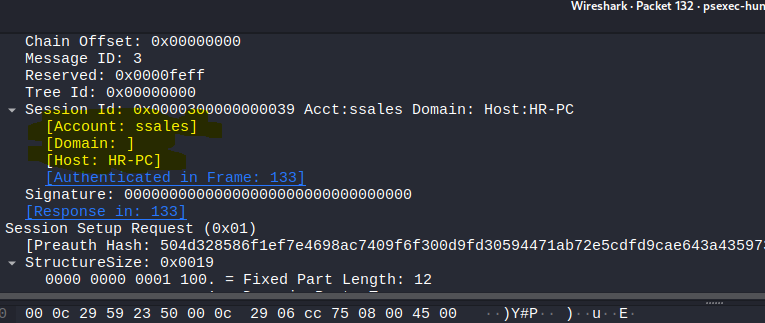 Wireshark · Packet 132 · psexec-hun
Chain Offset: 0x00000000
Message ID: 3
Reserved: 0x0000feff
Tree Id: 0x00000000
Session Id: 0x0000300000000039 Acct:ssales Domain: Host:HR-PC
[Account: ssales]
[Domain: ]
[Host: HR-PC]
[Authenticated in Frame: 133]
Signature: 00000000000000000000000000000000
[Response in: 133]
Session Setup Request (0x01)
[Preauth Hash: 504d328586f1ef7e4698ac7409f6f300d9fd30594471ab72e5cdfd9cae643a435973
StructureSize: 0x0019
0000 0000 0001 100. = Fixed Part Length: 12
0 00 0c 29 59 23 50 00 0c 29 06 cc 75 08 00 45 00 ··)Y#P·· )··u··E·